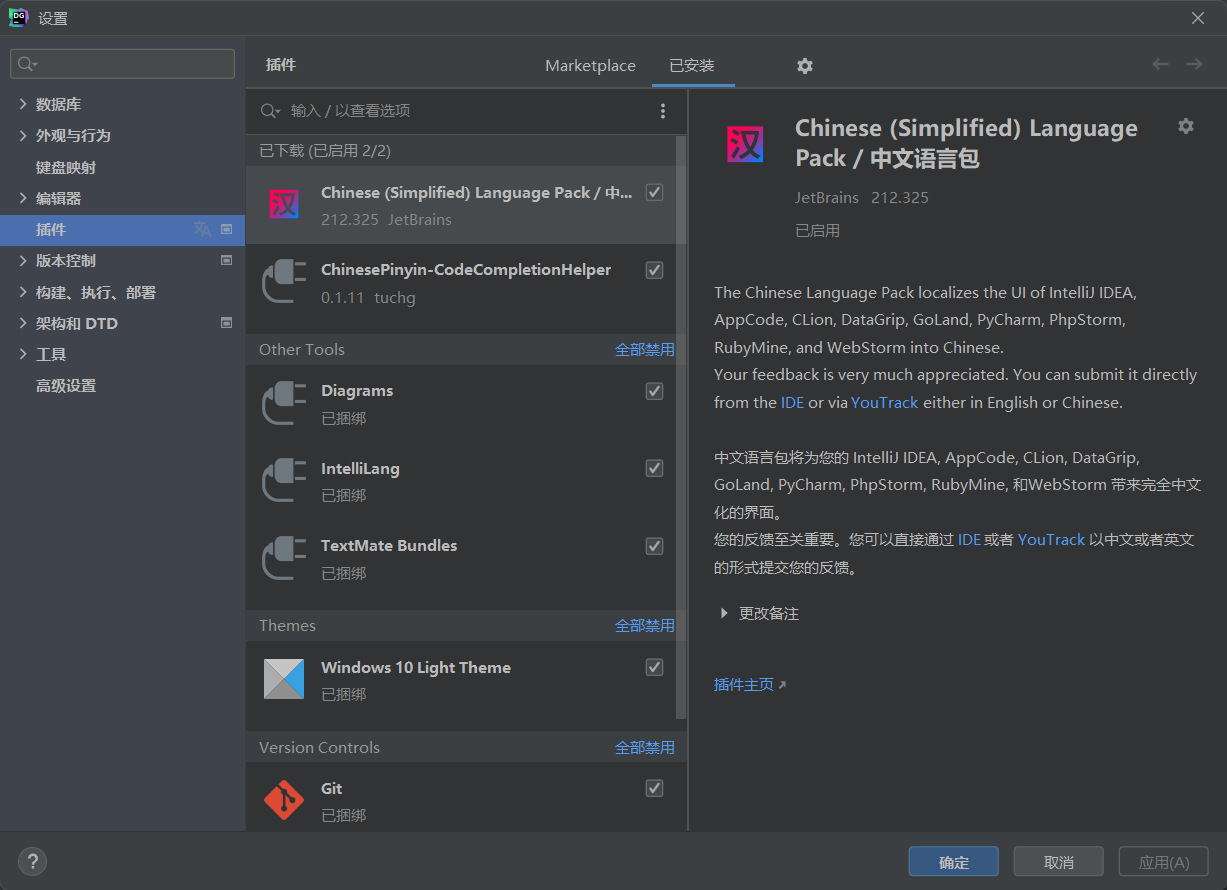 DG 设置
数据库
外观与行为
键盘映射
编辑器
插件
版本控制
构建、执行、部署
架构和 DTD
工具
高级设置
插件
Marketplace
已安装
输入 / 以查看选项
已下载 (已启用 2/2)
汉
Chinese (Simplified) Language Pack / 中...
212.325 JetBrains
ChinesePinyin-CodeCompletionHelper
0.1.11 tuchg
Other Tools 全部禁用
Diagrams
已捆绑
IntelliLang
已捆绑
TextMate Bundles
已捆绑
Themes 全部禁用
Windows 10 Light Theme
已捆绑
Version Controls 全部禁用
Git
已捆绑
汉
Chinese (Simplified) Language
Pack / 中文语言包
JetBrains 212.325
已启用
The Chinese Language Pack localizes the UI of IntelliJ IDEA,
AppCode, CLion, DataGrip, GoLand, PyCharm, PhpStorm,
RubyMine, and WebStorm into Chinese.
Your feedback is very much appreciated. You can submit it directly
from the IDE or via YouTrack either in English or Chinese.
中文语言包将为您的 IntelliJ IDEA, AppCode, CLion, DataGrip,
GoLand, PyCharm, PhpStorm, RubyMine, 和WebStorm 带来完全中文
化的界面。
您的反馈至关重要。您可以直接通过 IDE 或者 YouTrack 以中文或者英文
的形式提交您的反馈。
更改备注
插件主页
?
确定
取消
应用(A)